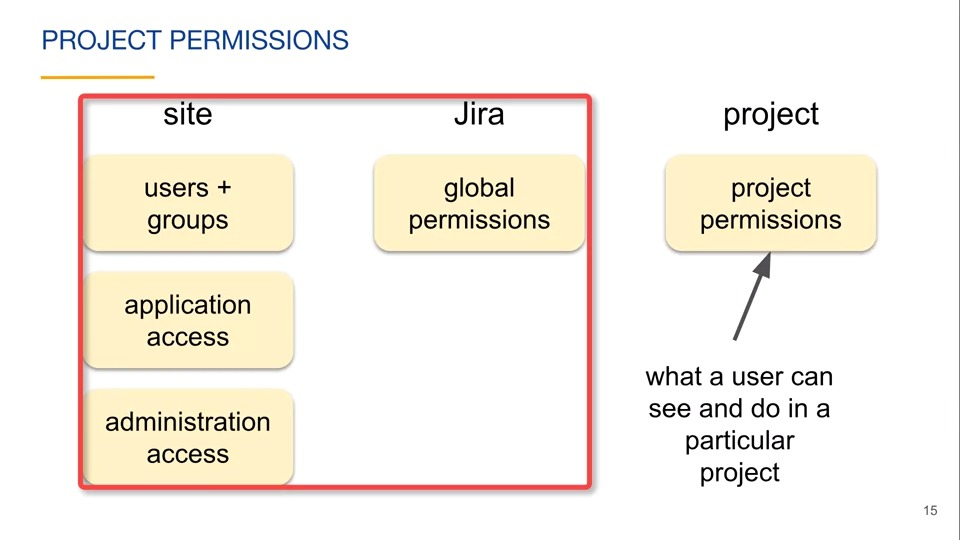 PROJECT PERMISSIONS
site
Jira
project
users +
groups
global
permissions
project
permissions
application
access
administration
access
what a user can
see and do in a
particular
project
15